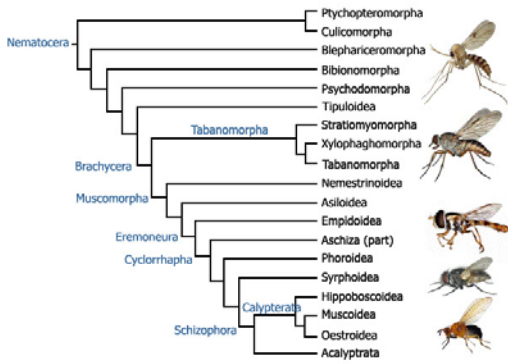 Ptychopteromorpha
Culicomorpha
Nematocera
Blephariceromorpha
Bibionomorpha
Psychodomorpha
Tipuloidea
Stratiomyomorpha
Tabanomorpha
Xylophaghomorpha
Tabanomorpha
Brachycera
Nemestrinoidea
Muscomorpha
Asiloidea
Empidoidea
Eremoneura
Aschiza (part)
Cyclorrhapha
Phoroidea
Syrphoidea
Hippoboscoidea
Calypterata
Muscoidea
Schizophora
Oestroidea
Acalyptrata